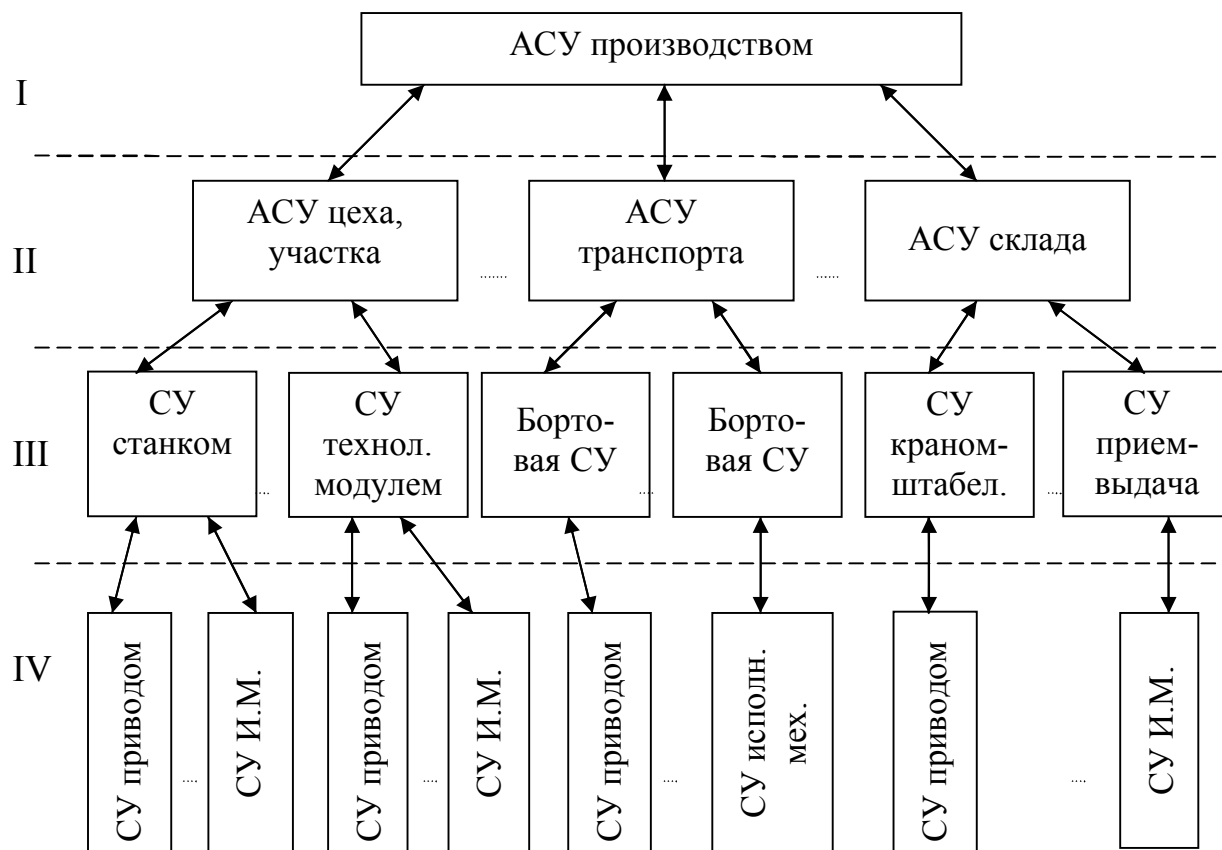 АСУ производством
I
АСУ цеха,
участка
АСУ
транспорта
АСУ склада
II
.......
......
СУ
станком
СУ
технол.
модулем
Борто-
вая СУ
Борто-
вая СУ
СУ
краном-
штабел.
СУ
прием-
выдача
III
....
....
....
СУ приводом
СУ И.М.
СУ приводом
СУ И.М.
СУ приводом
СУ исполн.
мех.
СУ приводом
СУ И.М.
IV
....
....
....
....